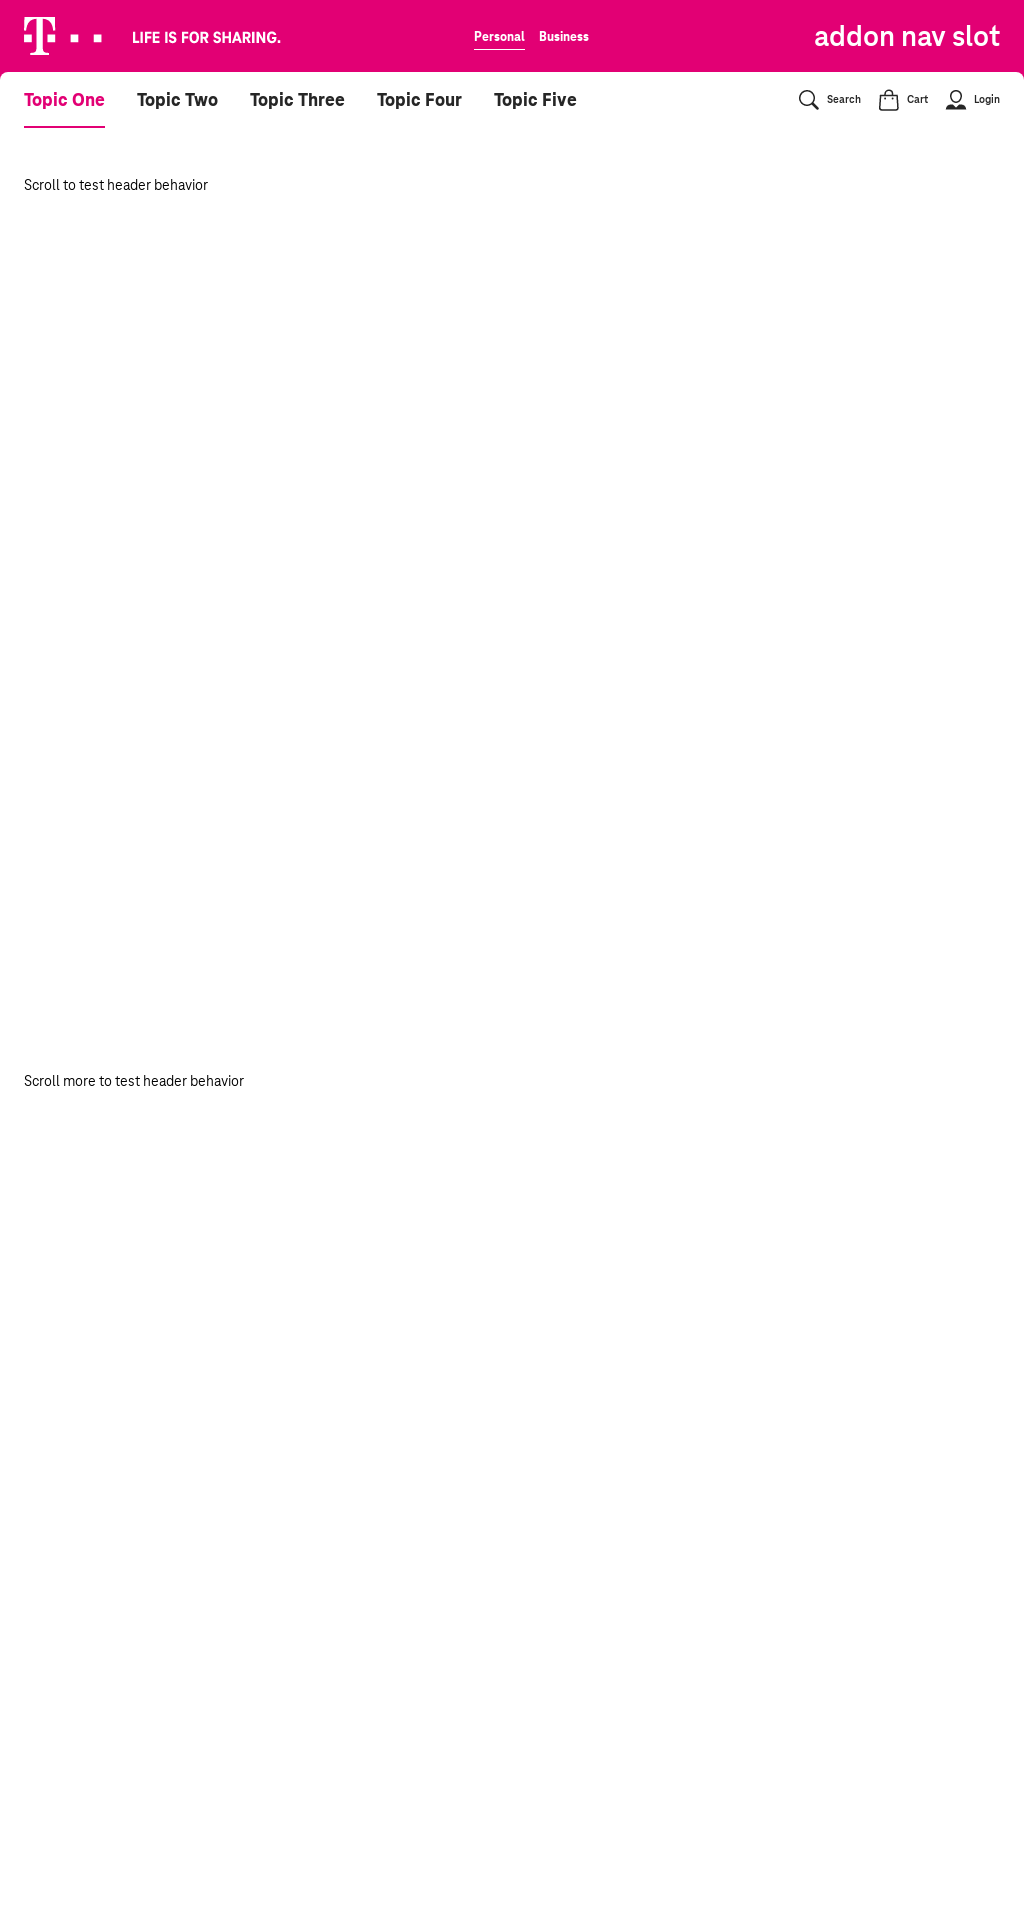 T LIFE IS FOR SHARING. Personal Business addon nav slot
Topic One Topic Two Topic Three Topic Four Topic Five Search Cart Login
Scroll to test header behavior
Scroll more to test header behavior